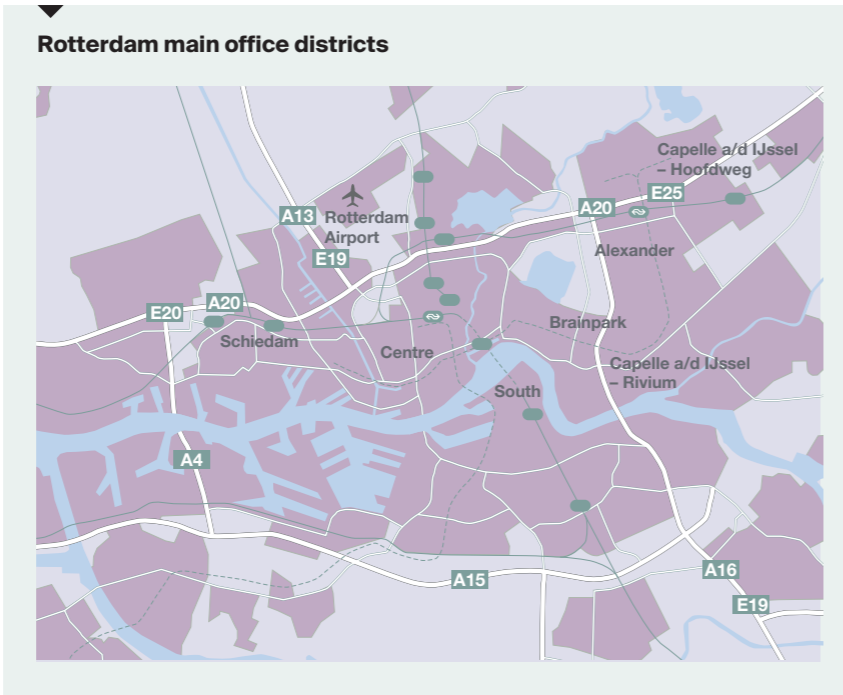 Rotterdam main office districts
Capelle a/d IJssel
– Hoofdweg
E25
A20
A13
Rotterdam
Airport
Alexander
E19
A20
E20
Brainpark
Schiedam
Centre
Capelle a/d IJssel
– Rivium
South
A4
A16
A15
E19